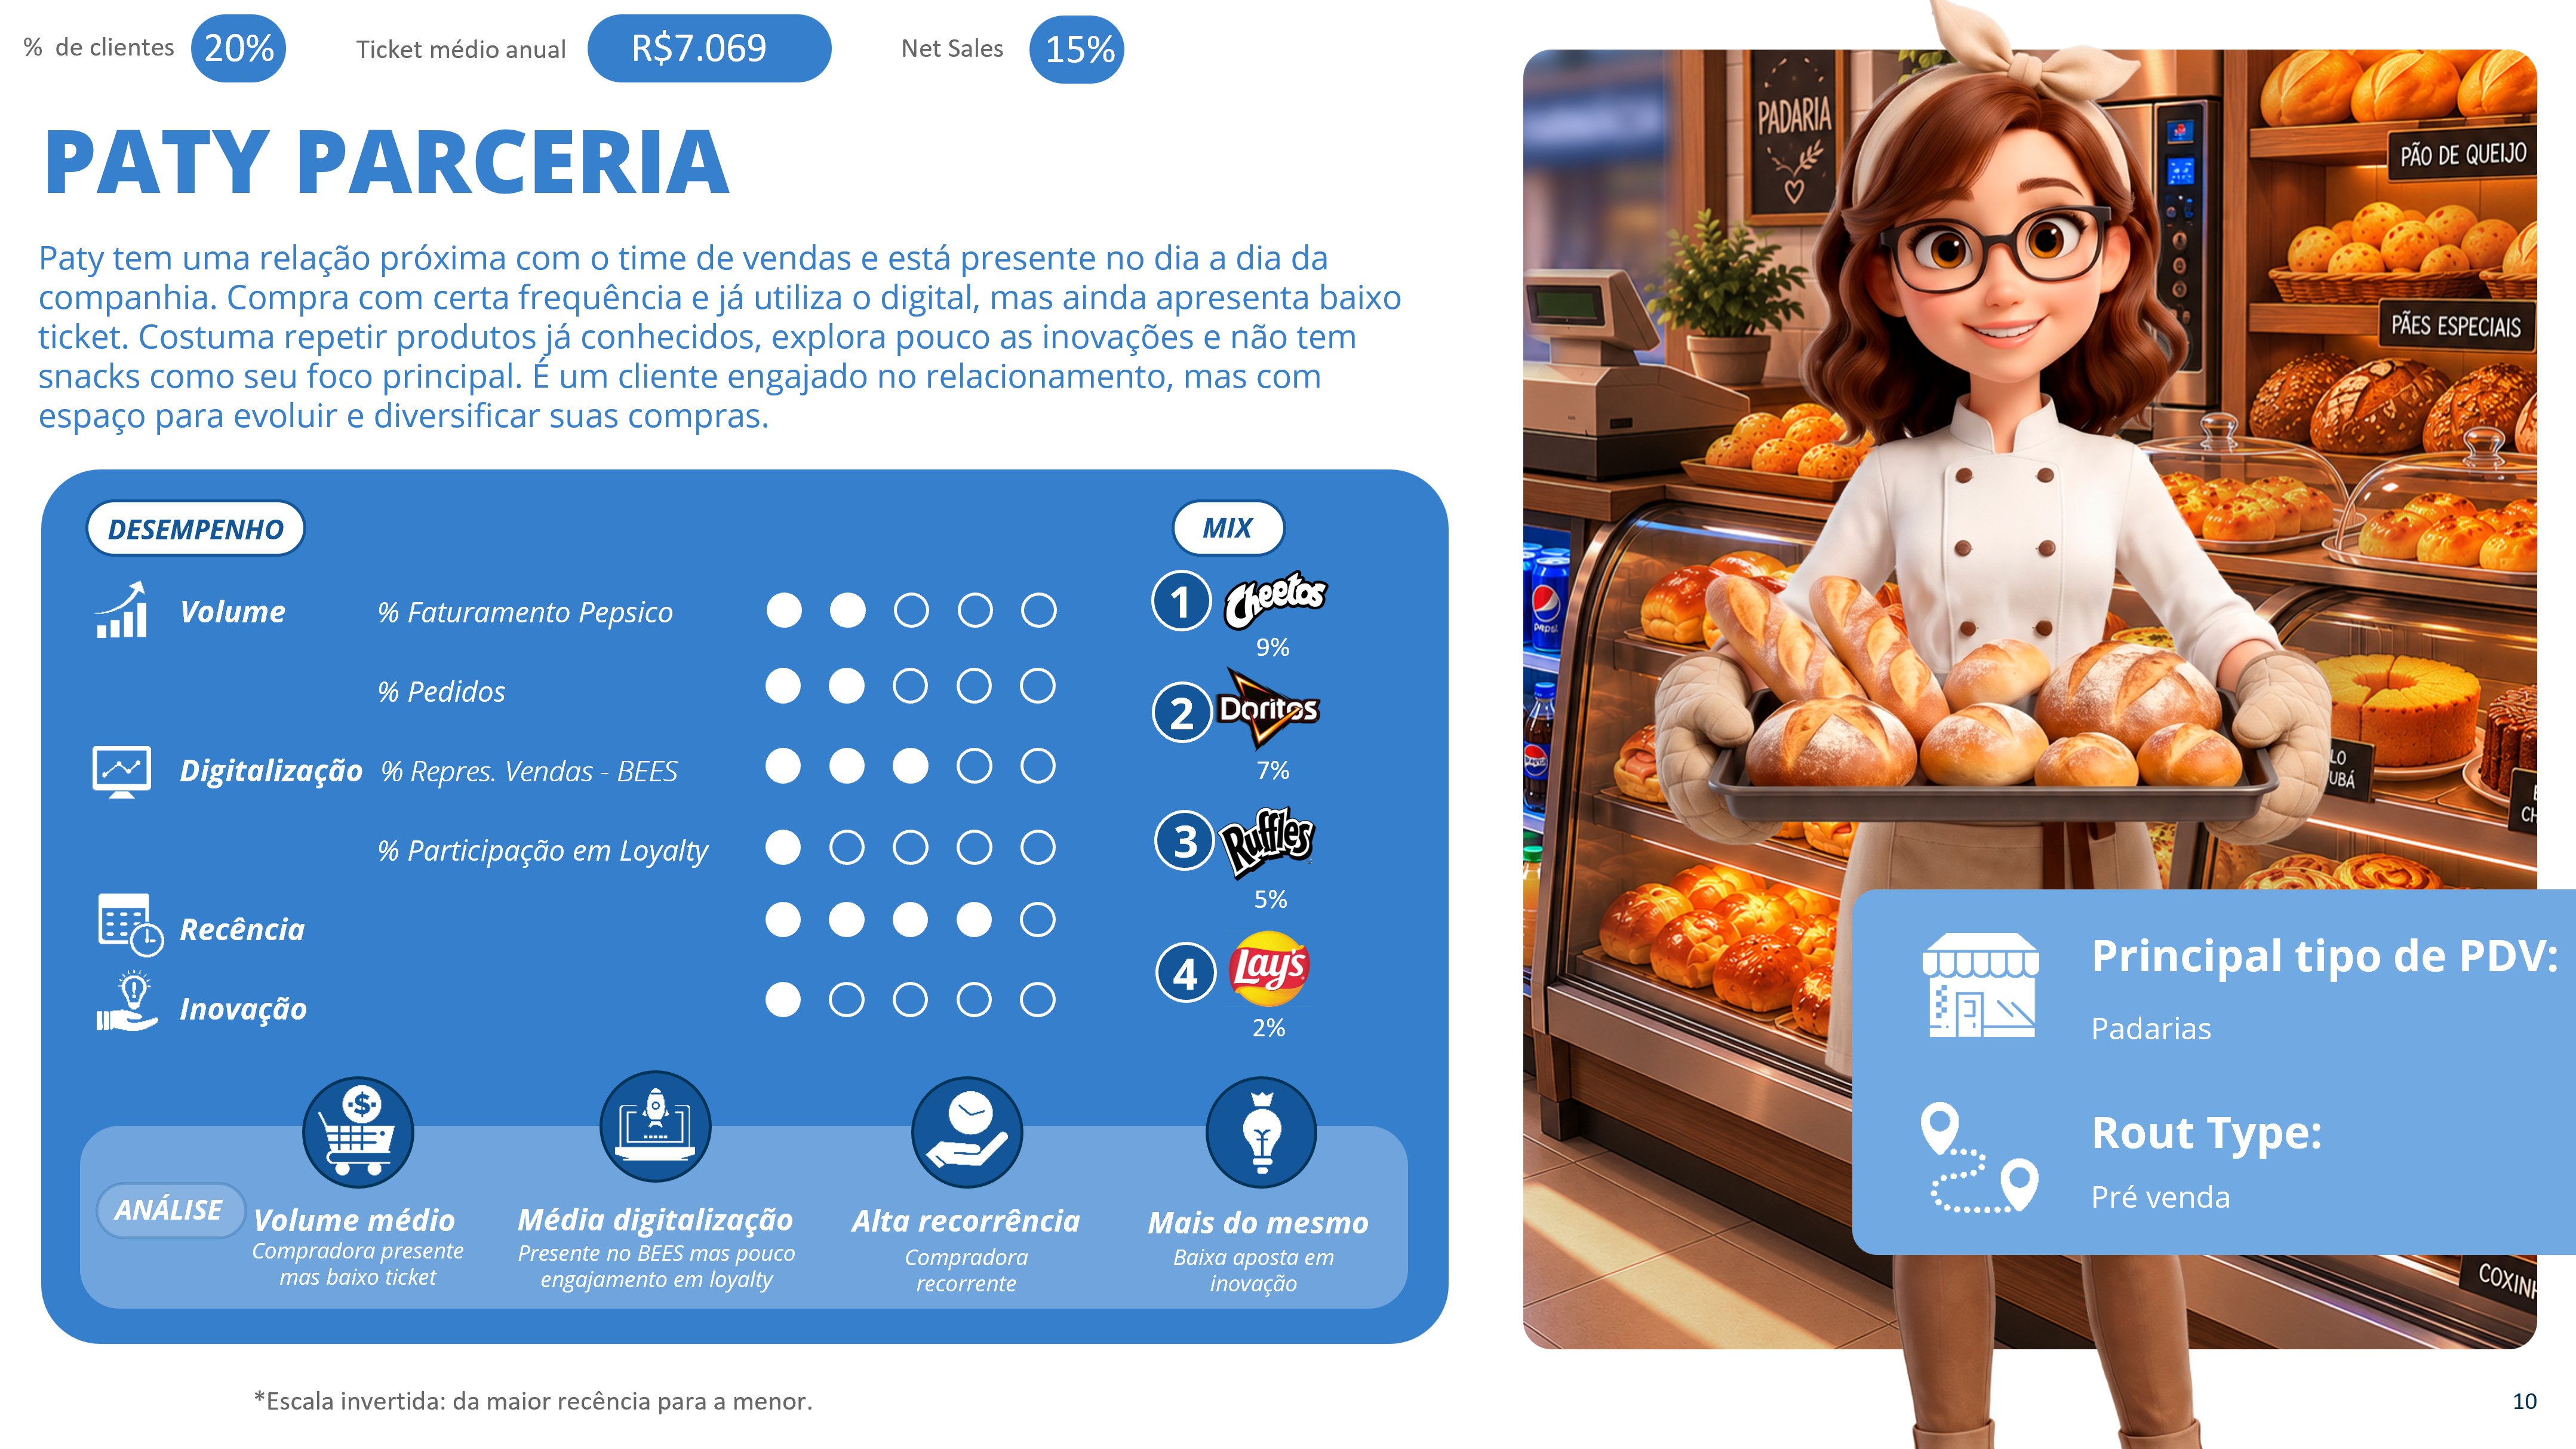 % de clientes 20% Ticket médio anual R$7.069 Net Sales 15%
PATY PARCERIA
Paty tem uma relação próxima com o time de vendas e está presente no dia a dia da
companhia. Compra com certa frequência e já utiliza o digital, mas ainda apresenta baixo
ticket. Costuma repetir produtos já conhecidos, explora pouco as inovações e não tem
snacks como seu foco principal. É um cliente engajado no relacionamento, mas com
espaço para evoluir e diversificar suas compras.
DESEMPENHO
Volume % Faturamento Pepsico
% Pedidos
Digitalização % Repres. Vendas - BEES
% Participação em Loyalty
Recência
Inovação
MIX
1 Cheetos
9%
2 Doritos
7%
3 Ruffles
5%
4 Lay's
2%
ANÁLISE
Volume médio
Compradora presente
mas baixo ticket
Média digitalização
Presente no BEES mas pouco
engajamento em loyalty
Alta recorrência
Compradora
recorrente
Mais do mesmo
Baixa aposta em
inovação
*Escala invertida: da maior recência para a menor.
PADARIA
PÃO DE QUEIJO
PÃES ESPECIAIS
pepsi
LO
UBÁ
CH
Principal tipo de PDV:
Padarias
Rout Type:
Pré venda
COXINH
10